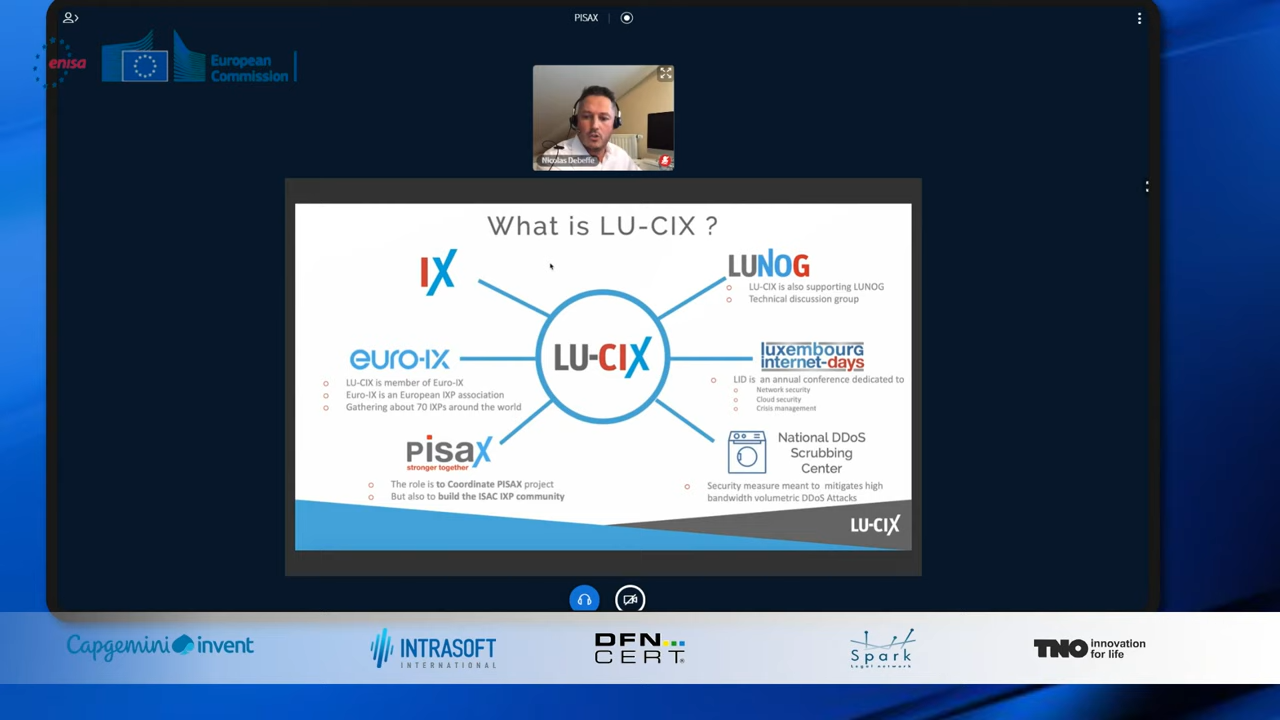 PISAX
enisa
European
Commission
Nicolas Debeffe
What is LU-CIX ?
IX
LUNOG
LU-CIX is also supporting LUNOG
Technical discussion group
LU-CIX
euro-IX
LU-CIX is member of Euro-IX
Euro-IX is an European IXP association
Gathering about 70 IXPs around the world
luxembourg
internet-days
LID is an annual conference dedicated to
Network security
Cloud security
Crisis management
pisax
stronger together
The role is to Coordinate PISAX project
But also to build the ISAC IXP community
National DDoS
Scrubbing
Center
Security measure meant to mitigates high
bandwidth volumetric DDoS Attacks
LU-CIX
Capgemini invent
INTRASOFT
INTERNATIONAL
DFN
CERT®
Spark
Legal network
TNO innovation
for life